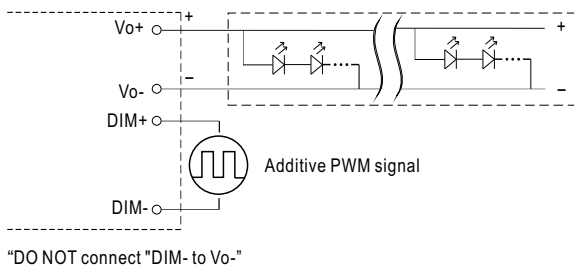 Vo+ + +
Vo- – –
DIM+
Additive PWM signal
DIM-
“DO NOT connect "DIM- to Vo-”